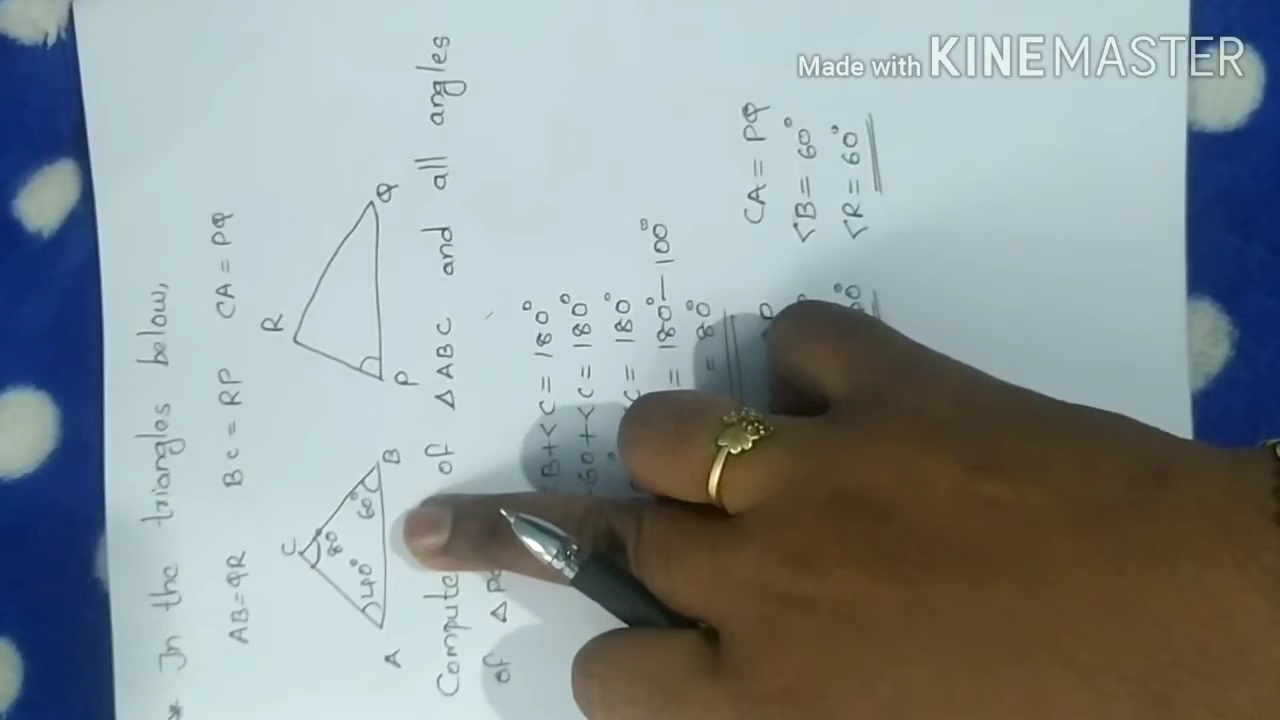 Made with KINEMASTER
* In the triangles below,
AB=QR BC=RP CA=PQ
C
80°
40°
60°
A
B
R
P
Q
Compute of △ABC and all angles
of △PQ
B+<C=180°
60+<C=180°
C=180°
=180°-100°
=80°
CA=PQ
<B=60°
<R=60°